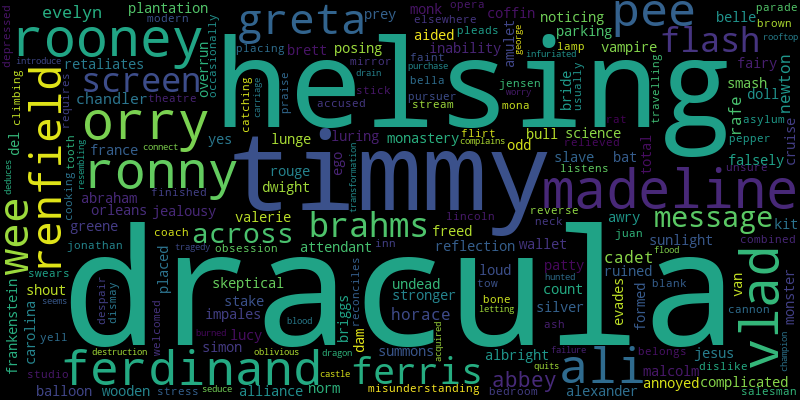 depressed
evelyn
plantation
modern
monk
opera
elsewhere
coffin
noticing
belle
parade
brown
rooney
retaliates
overrun
occasionally
greta
placing
prey
aided
pleads
brett
posing
inability
amulet
george
pee
parking
flash
rooftop
introduce
screen
climbing
requires
chandler
theatre
catching
helsing
mirror
faint
drain
purchase
bella
pursuer
stick
praise
accused
stream
jensen
worry
mona
lamp
infuriated
carriage
vampire
bride
usually
travelling
fairy
smash
doll
newton
renfield
orry
tooth
del
cooking
france
connect
resembling
deduces
yes
lunge
luring
monastery
flirt
complains
odd
bull
science
rat
relieved
total
rafe
asylum
pepper
cruise
falsely
ronny
timmy
ego
transformation
rouge
dwight
finished
abraham
orleans
jealousy
listens
slave
bat
unsure
madeline
wee
greene
jonathan
coach
tragedy
valerie
obsession
brahms
freed
lincoln
reverse
neck
awry
juan
sunlight
flood
message
kit
combined
across
attendant
inn
reflection
wallet
cadet
ruined
blank
swears
seems
frankenstein
carolina
shout
yell
despair
dismay
welcomed
placed
skeptical
stake
impales
burned
lucy
hunted
blood
undead
stronger
loud
tow
bone
letting
patty
count
silver
ash
formed
evades
van
cannon
vlad
monster
champion
dracula
simon
briggs
reconciles
dam
horace
summons
acquired
failure
albright
belongs
jesus
dislike
malcolm
annoyed
complicated
salesman
destruction
oblivious
dragon
castle
studio
ferdinand
balloon
wooden
stress
seduce
alliance
norm
ferris
misunderstanding
quits
abbey
bedroom
ali
alexander